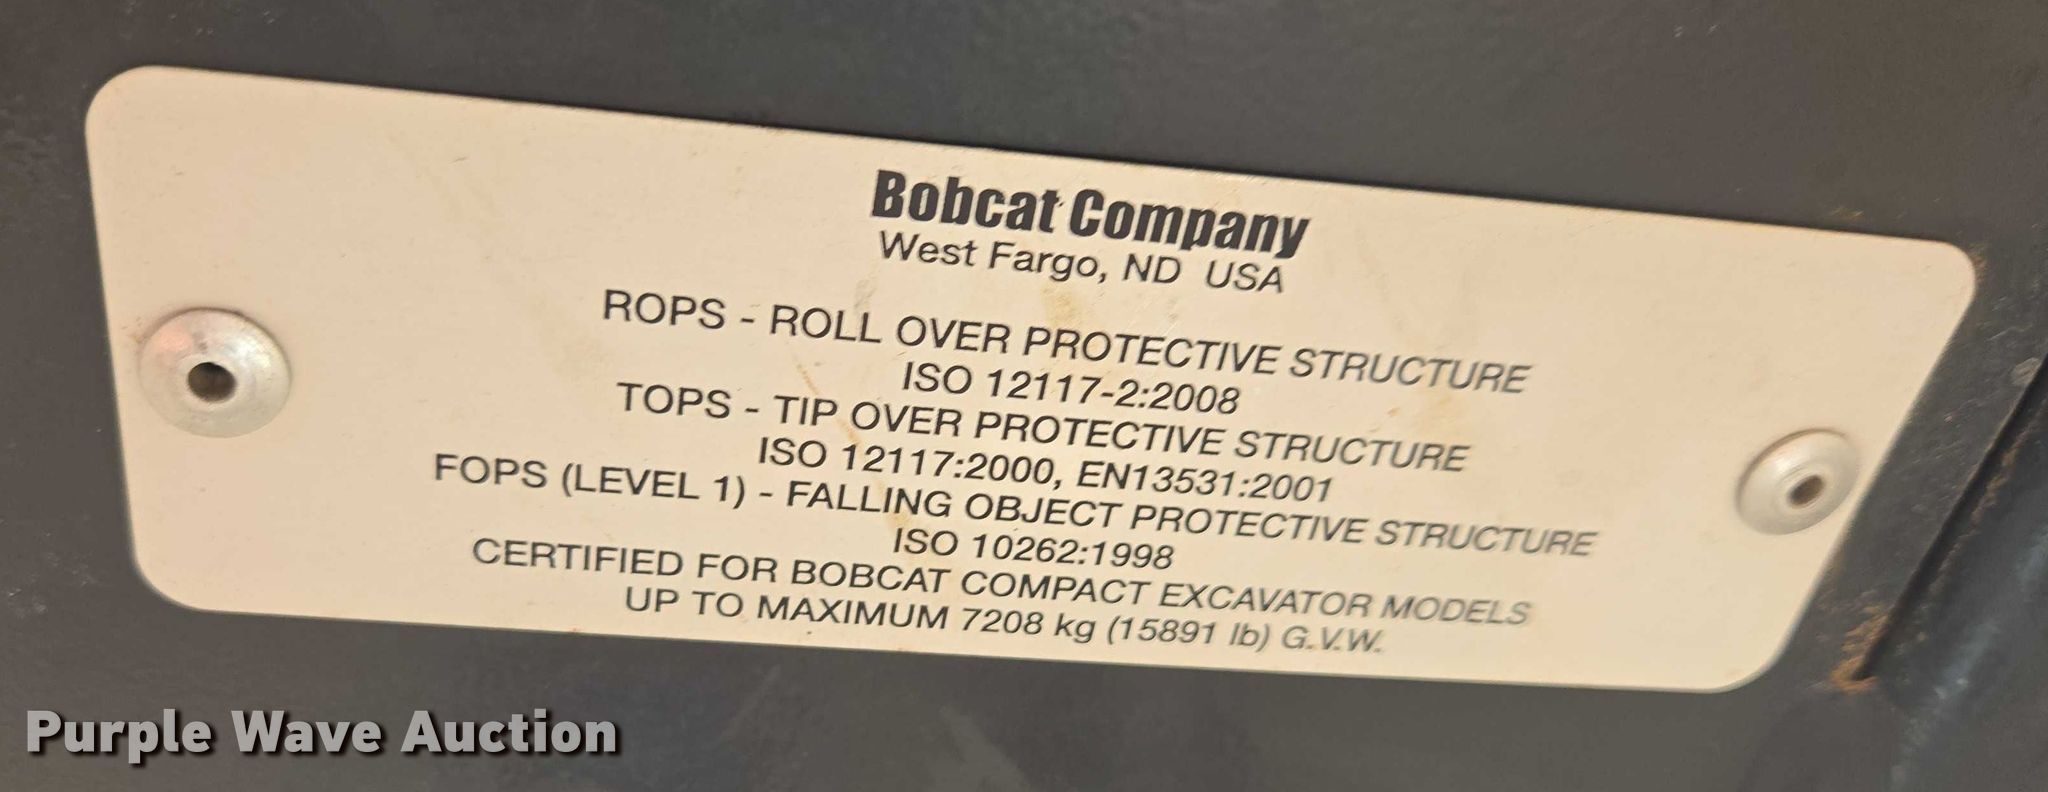 Bobcat Company
West Fargo, ND USA
ROPS - ROLL OVER PROTECTIVE STRUCTURE
ISO 12117-2:2008
TOPS - TIP OVER PROTECTIVE STRUCTURE
ISO 12117:2000, EN13531:2001
FOPS (LEVEL 1) - FALLING OBJECT PROTECTIVE STRUCTURE
ISO 10262:1998
CERTIFIED FOR BOBCAT COMPACT EXCAVATOR MODELS
UP TO MAXIMUM 7208 kg (15891 lb) G.V.W.
Purple Wave Auction